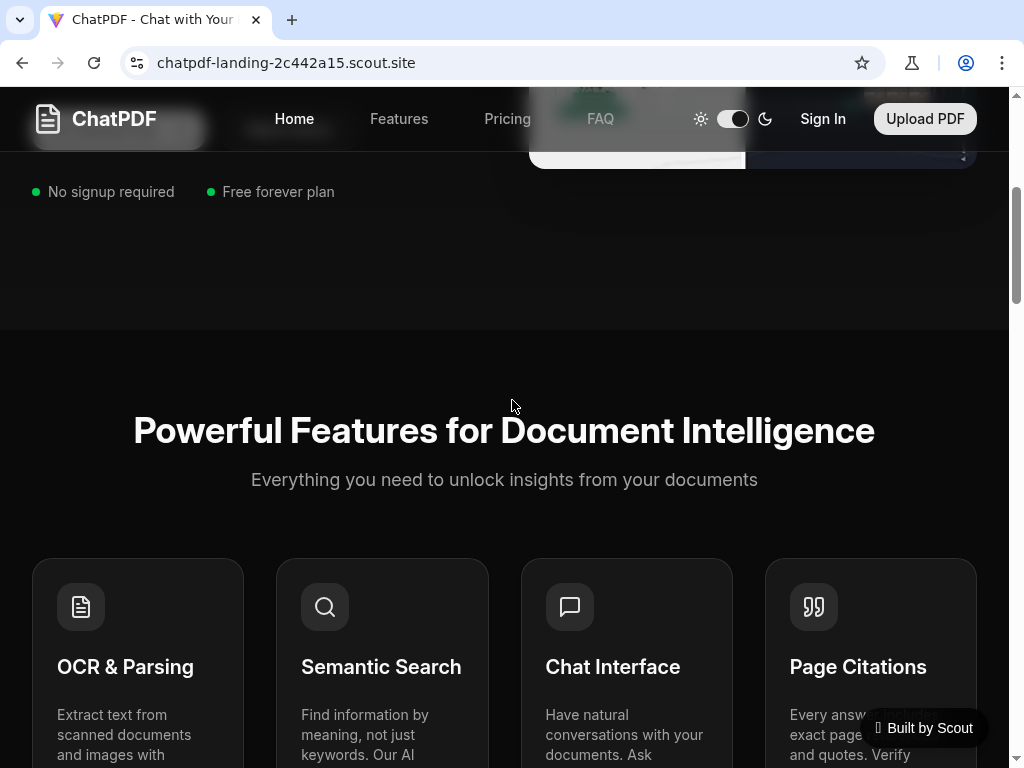 ChatPDF - Chat with Your
chatpdf-landing-2c442a15.scout.site
ChatPDF
Home
Features
Pricing
FAQ
Sign In
Upload PDF
No signup required
Free forever plan
Powerful Features for Document Intelligence
Everything you need to unlock insights from your documents
OCR & Parsing
Semantic Search
Chat Interface
Page Citations
Extract text from
scanned documents
and images with
Find information by
meaning, not just
keywords. Our AI
Have natural
conversations with your
documents. Ask
Every answer includes
exact page
and quotes. Verify
Built by Scout